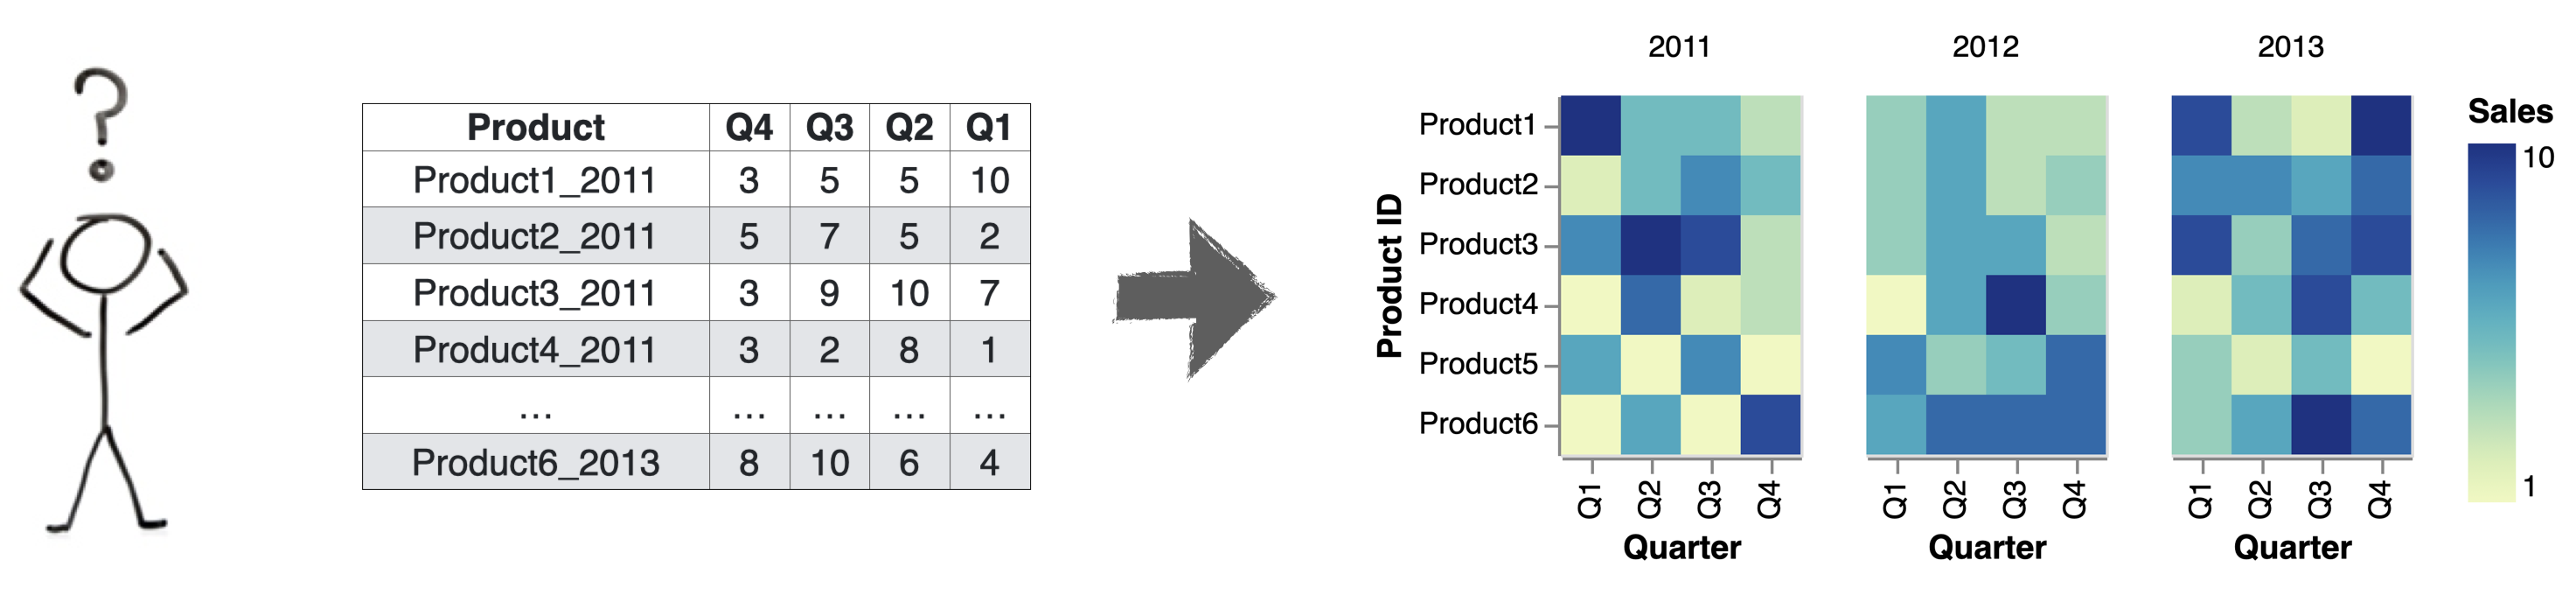 ?
Product Q4 Q3 Q2 Q1
Product1_2011 3 5 5 10
Product2_2011 5 7 5 2
Product3_2011 3 9 10 7
Product4_2011 3 2 8 1
... ... ... ... ...
Product6_2013 8 10 6 4
2011 2012 2013
Product ID
Product1
Product2
Product3
Product4
Product5
Product6
Q1 Q2 Q3 Q4 Q1 Q2 Q3 Q4 Q1 Q2 Q3 Q4
Quarter Quarter Quarter
Sales
10
1